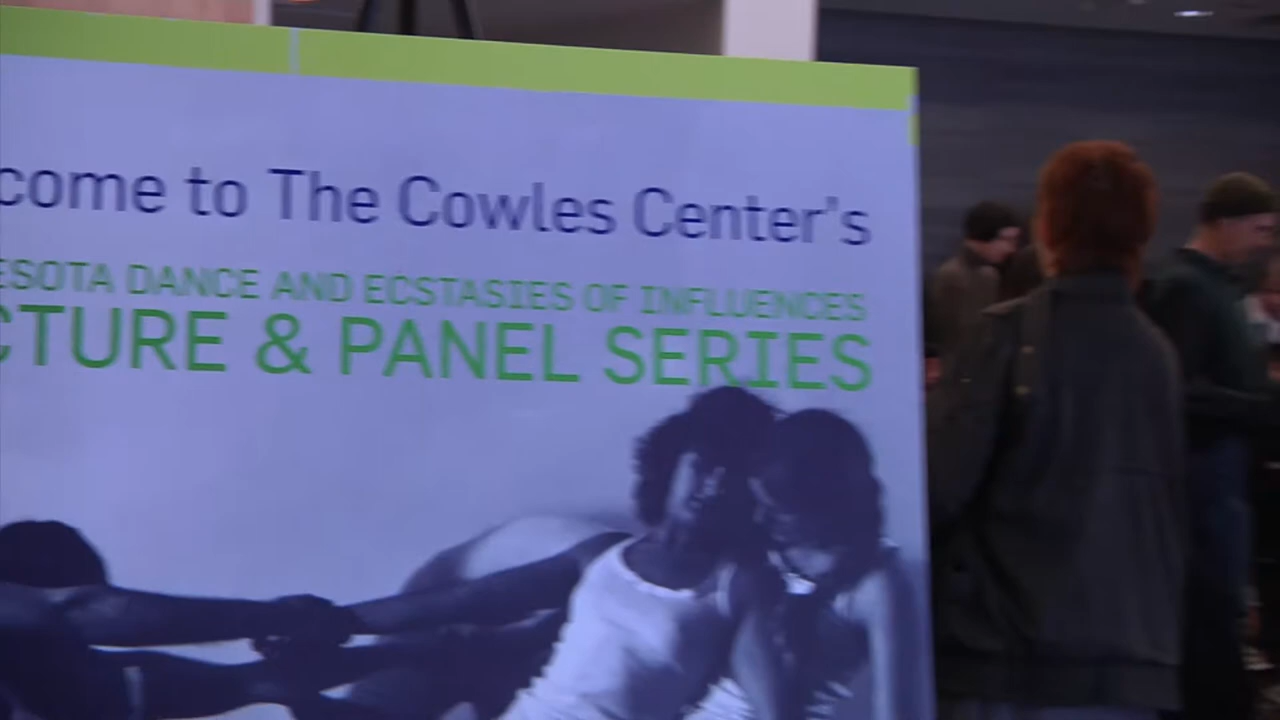 come to The Cowles Center's
ESOTA DANCE AND ECSTASIES OF INFLUENCES
CTURE & PANEL SERIES